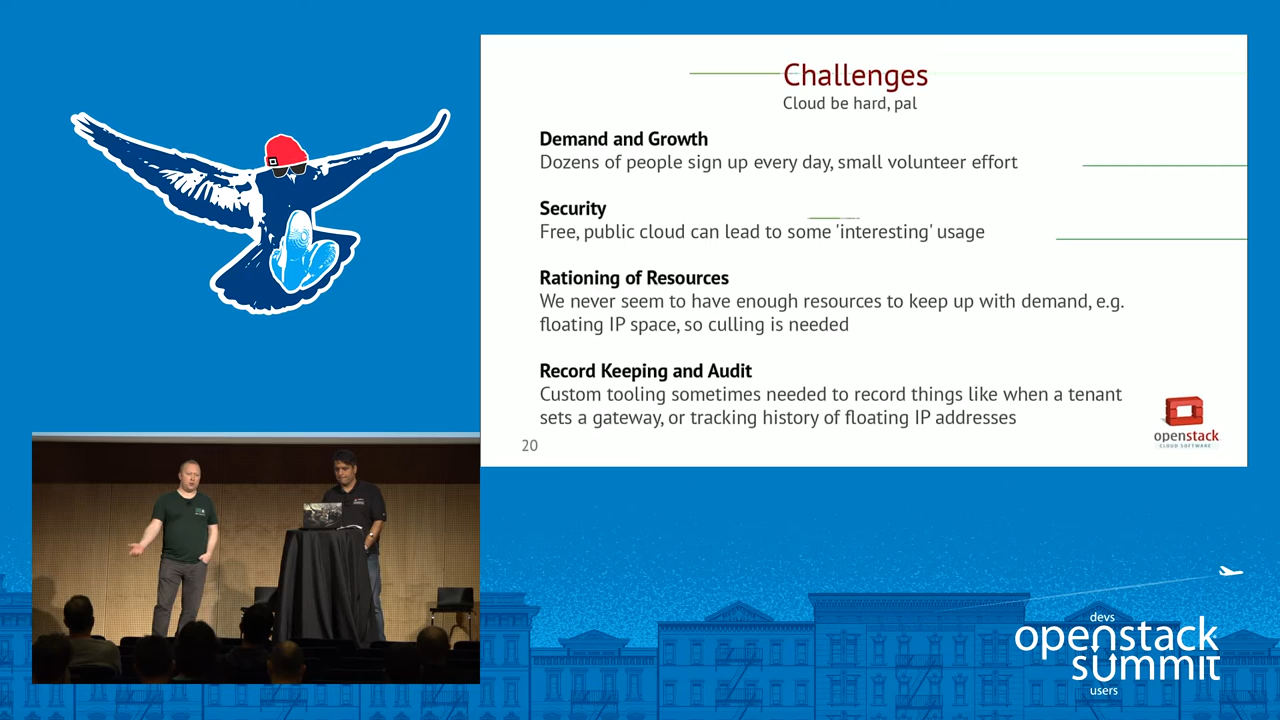 Challenges
Cloud be hard, pal
Demand and Growth
Dozens of people sign up every day, small volunteer effort
Security
Free, public cloud can lead to some 'interesting' usage
Rationing of Resources
We never seem to have enough resources to keep up with demand, e.g.
floating IP space, so culling is needed
Record Keeping and Audit
Custom tooling sometimes needed to record things like when a tenant
sets a gateway, or tracking history of floating IP addresses
20
openstack
CLOUD SOFTWARE
devs
openstack
summit
users